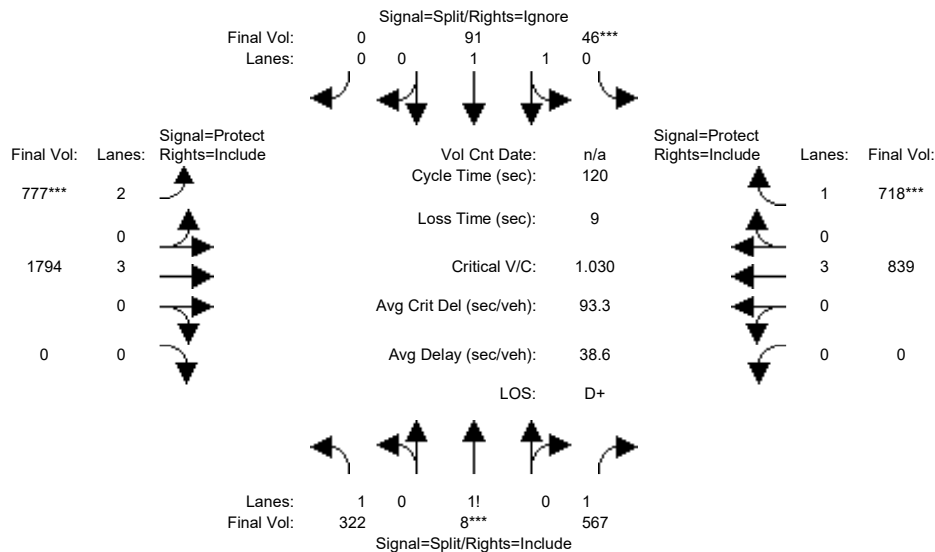 Signal=Split/Rights=Ignore
Final Vol: 0 91 46***
Lanes: 0 0 1 1 0
Signal=Protect Signal=Protect
Final Vol: Lanes: Rights=Include Vol Cnt Date: n/a Rights=Include Lanes: Final Vol:
Cycle Time (sec): 120
777*** 2 1 718***
Loss Time (sec): 9
0 0
1794 3 Critical V/C: 1.030 3 839
0 Avg Crit Del (sec/veh): 93.3 0
0 0 Avg Delay (sec/veh): 38.6 0 0
LOS: D+
Lanes: 1 0 1! 0 1
Final Vol: 322 8*** 567
Signal=Split/Rights=Include